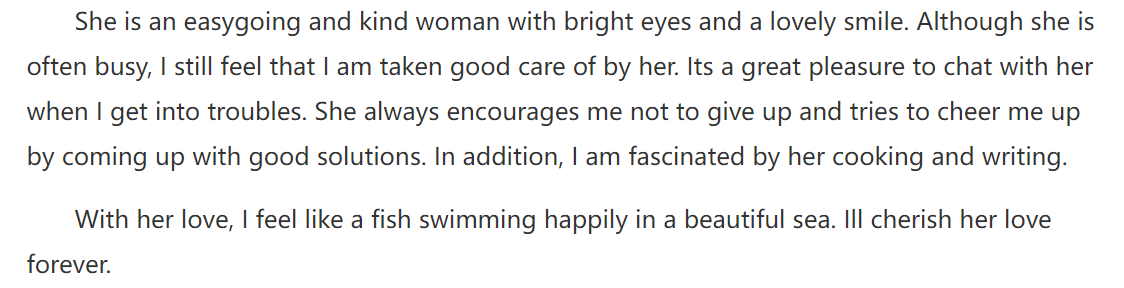 She is an easygoing and kind woman with bright eyes and a lovely smile. Although she is
often busy, I still feel that I am taken good care of by her. Its a great pleasure to chat with her
when I get into troubles. She always encourages me not to give up and tries to cheer me up
by coming up with good solutions. In addition, I am fascinated by her cooking and writing.
With her love, I feel like a fish swimming happily in a beautiful sea. Ill cherish her love
forever.